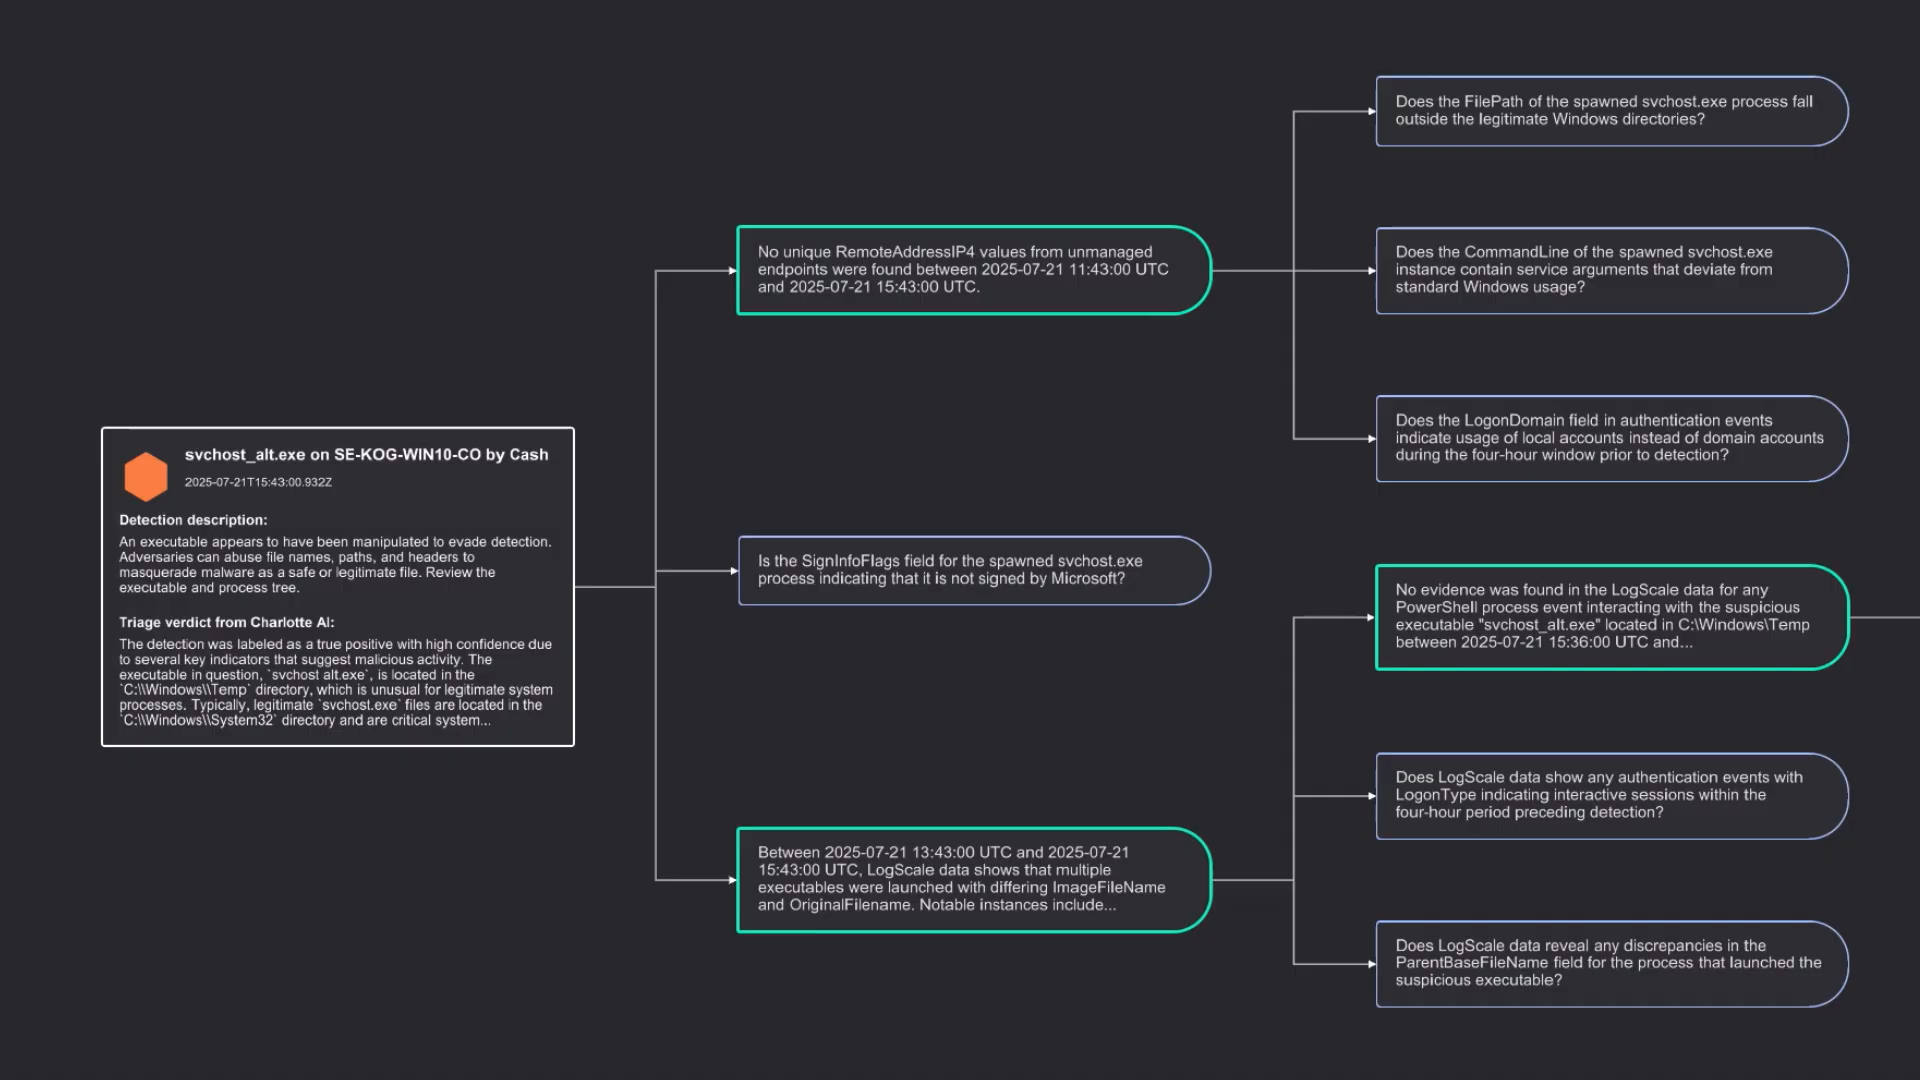 svchost_alt.exe on SE-KOG-WIN10-CO by Cash
2025-07-21T15:43:00.932Z
Detection description:
An executable appears to have been manipulated to evade detection.
Adversaries can abuse file names, paths, and headers to
masquerade malware as a safe or legitimate file. Review the
executable and process tree.
Triage verdict from Charlotte AI:
The detection was labeled as a true positive with high confidence due
to several key indicators that suggest malicious activity. The
executable in question, `svchost alt.exe`, is located in the
`C:\\Windows\\Temp` directory, which is unusual for legitimate system
processes. Typically, legitimate `svchost.exe` files are located in the
`C:\\Windows\\System32` directory and are critical system...
No unique RemoteAddressIP4 values from unmanaged
endpoints were found between 2025-07-21 11:43:00 UTC
and 2025-07-21 15:43:00 UTC.
Is the SignInfoFlags field for the spawned svchost.exe
process indicating that it is not signed by Microsoft?
Between 2025-07-21 13:43:00 UTC and 2025-07-21
15:43:00 UTC, LogScale data shows that multiple
executables were launched with differing ImageFileName
and OriginalFilename. Notable instances include...
Does the FilePath of the spawned svchost.exe process fall
outside the legitimate Windows directories?
Does the CommandLine of the spawned svchost.exe
instance contain service arguments that deviate from
standard Windows usage?
Does the LogonDomain field in authentication events
indicate usage of local accounts instead of domain accounts
during the four-hour window prior to detection?
No evidence was found in the LogScale data for any
PowerShell process event interacting with the suspicious
executable "svchost_alt.exe" located in C:\Windows\Temp
between 2025-07-21 15:36:00 UTC and...
Does LogScale data show any authentication events with
LogonType indicating interactive sessions within the
four-hour period preceding detection?
Does LogScale data reveal any discrepancies in the
ParentBaseFileName field for the process that launched the
suspicious executable?